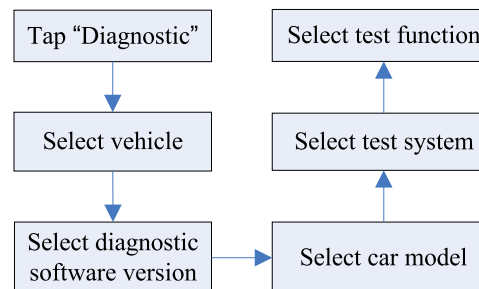 Tap “Diagnostic”
Select vehicle
Select diagnostic
software version
Select car model
Select test system
Select test function